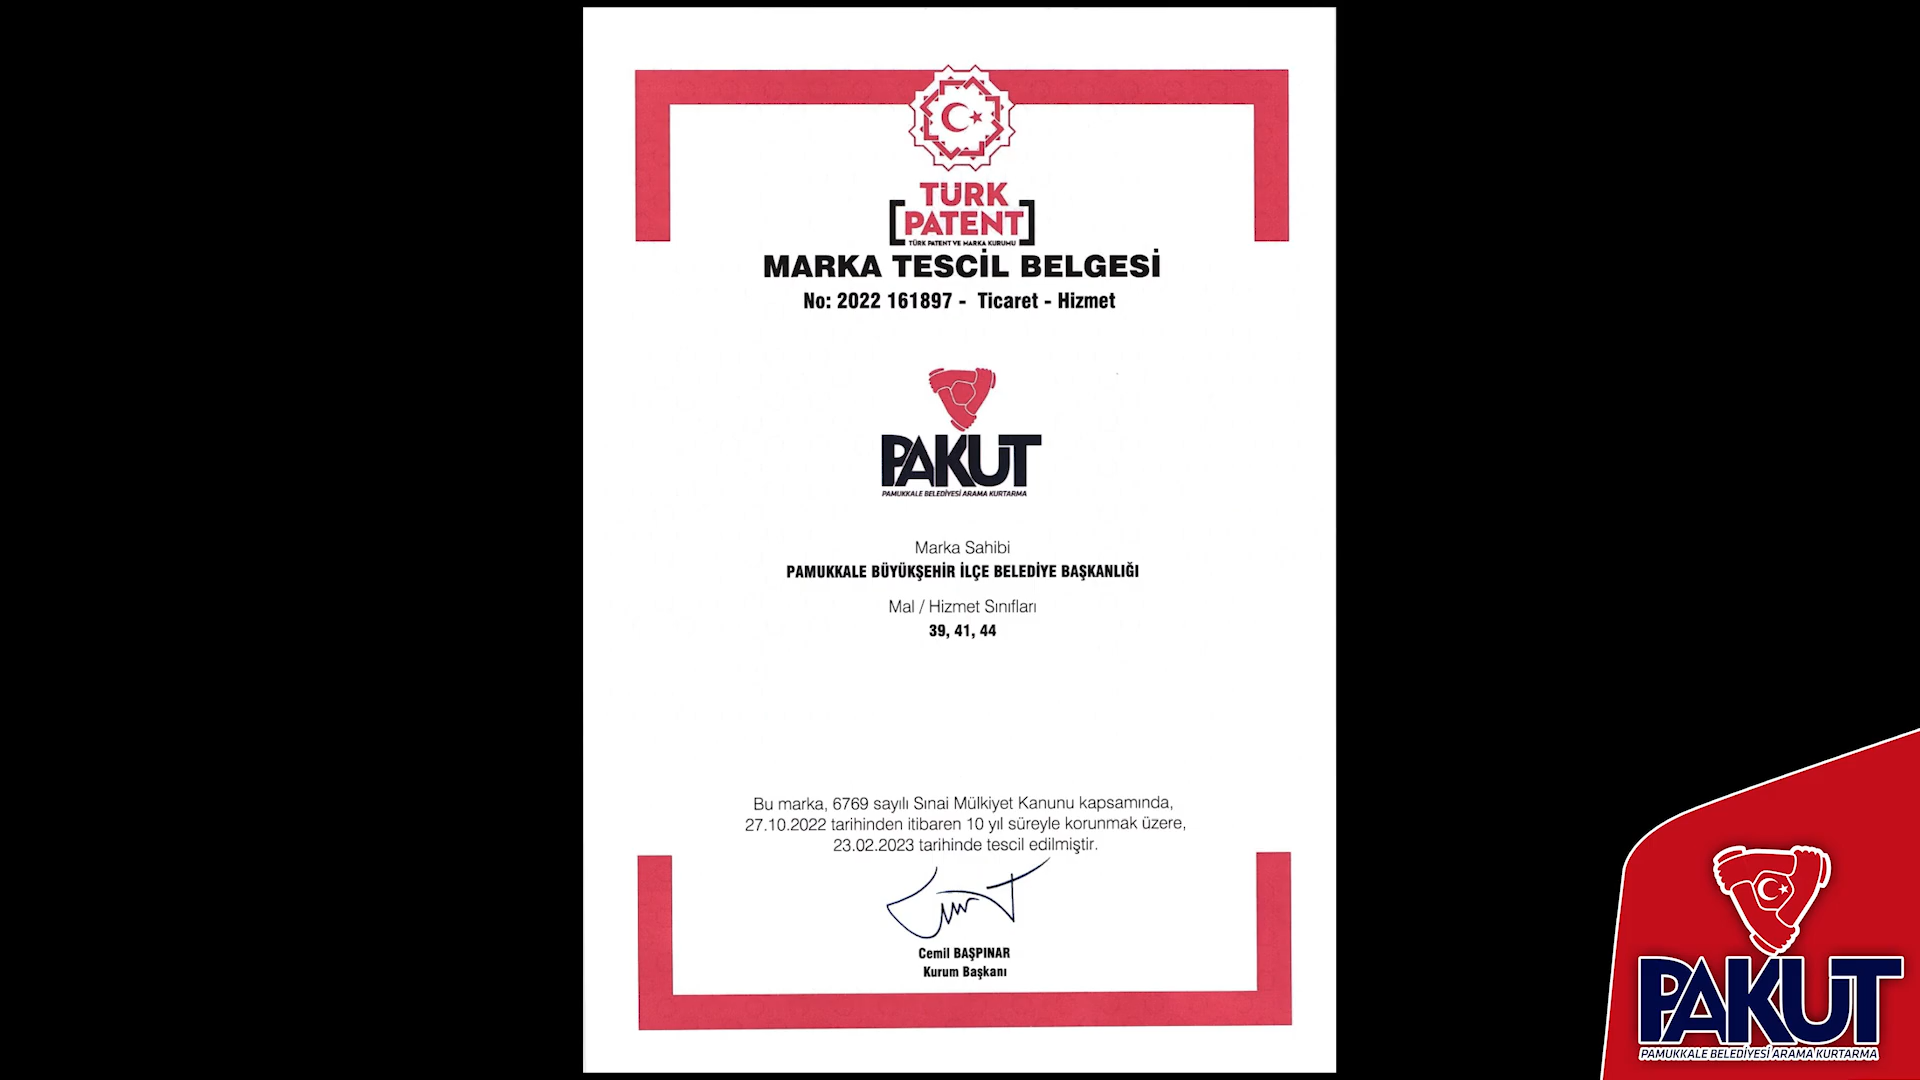 TÜRK
PATENT
TÜRK PATENT VE MARKA KURUMU
MARKA TESCİL BELGESİ
No: 2022 161897 - Ticaret - Hizmet
PAKUT
PAMUKKALE BELEDİYESİ ARAMA KURTARMA
Marka Sahibi
PAMUKKALE BÜYÜKŞEHİR İLÇE BELEDİYE BAŞKANLIĞI
Mal / Hizmet Sınıfları
39, 41, 44
Bu marka, 6769 sayılı Sınai Mülkiyet Kanunu kapsamında,
27.10.2022 tarihinden itibaren 10 yıl süreyle korunmak üzere,
23.02.2023 tarihinde tescil edilmiştir.
Cemil BAŞPINAR
Kurum Başkanı
PAKUT
PAMUKKALE BELEDİYESİ ARAMA KURTARMA